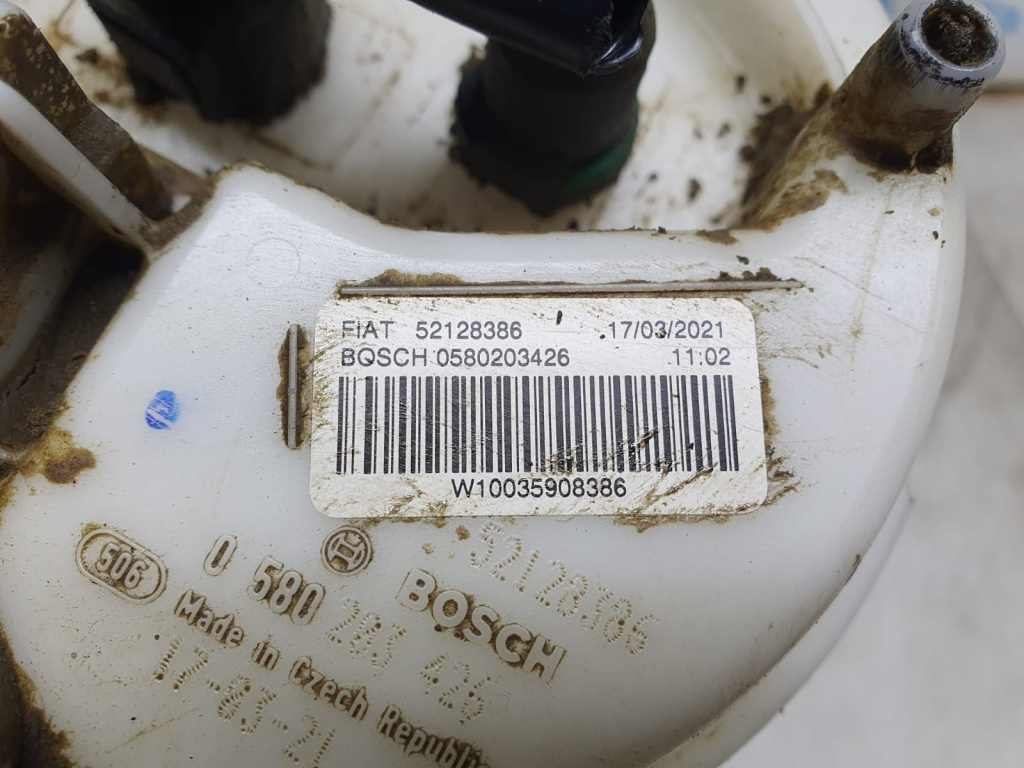 FIAT 52128386 17/03/2021
BOSCH 0580203426 11:02
W10035908386
52128386
BOSCH
506
0 580 203 426
Made in Czech Republic
17-03-21